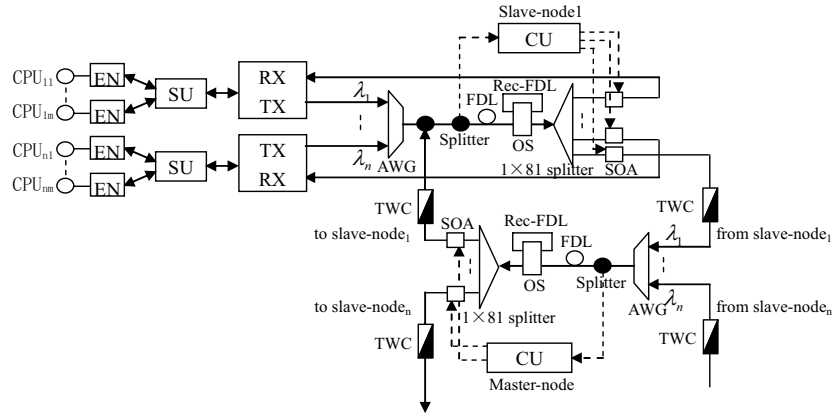 Slave-node1
CU
CPU₁₁
EN
SU
RX
TX
λ₁
CPU₁ₘ
EN
FDL
Rec-FDL
Splitter
OS
CPUₙ₁
EN
SU
TX
RX
λₙ
AWG
1×81 splitter
SOA
CPUₙₘ
EN
TWC
SOA
Rec-FDL
FDL
TWC
to slave-node₁
λ₁
from slave-node₁
OS
Splitter
λₙ
to slave-nodeₙ
AWG
from slave-nodeₙ
1×81 splitter
TWC
CU
TWC
Master-node